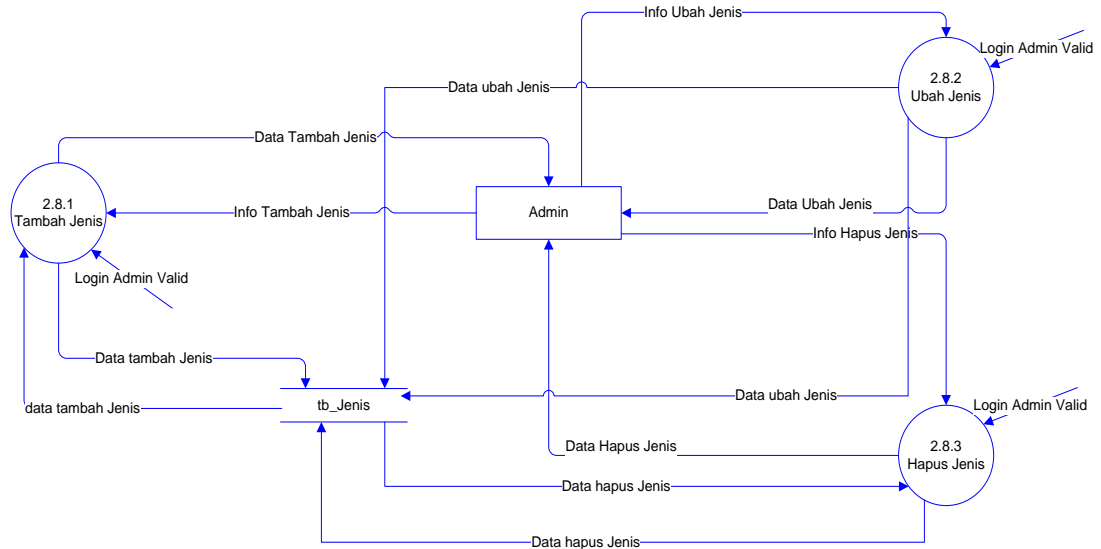 Info Ubah Jenis
Login Admin Valid
2.8.2
Ubah Jenis
Data ubah Jenis
Data Tambah Jenis
2.8.1
Tambah Jenis
Info Tambah Jenis
Admin
Data Ubah Jenis
Info Hapus Jenis
Login Admin Valid
Data tambah Jenis
data tambah Jenis
tb_Jenis
Data ubah Jenis
Login Admin Valid
2.8.3
Hapus Jenis
Data Hapus Jenis
Data hapus Jenis
Data hapus Jenis